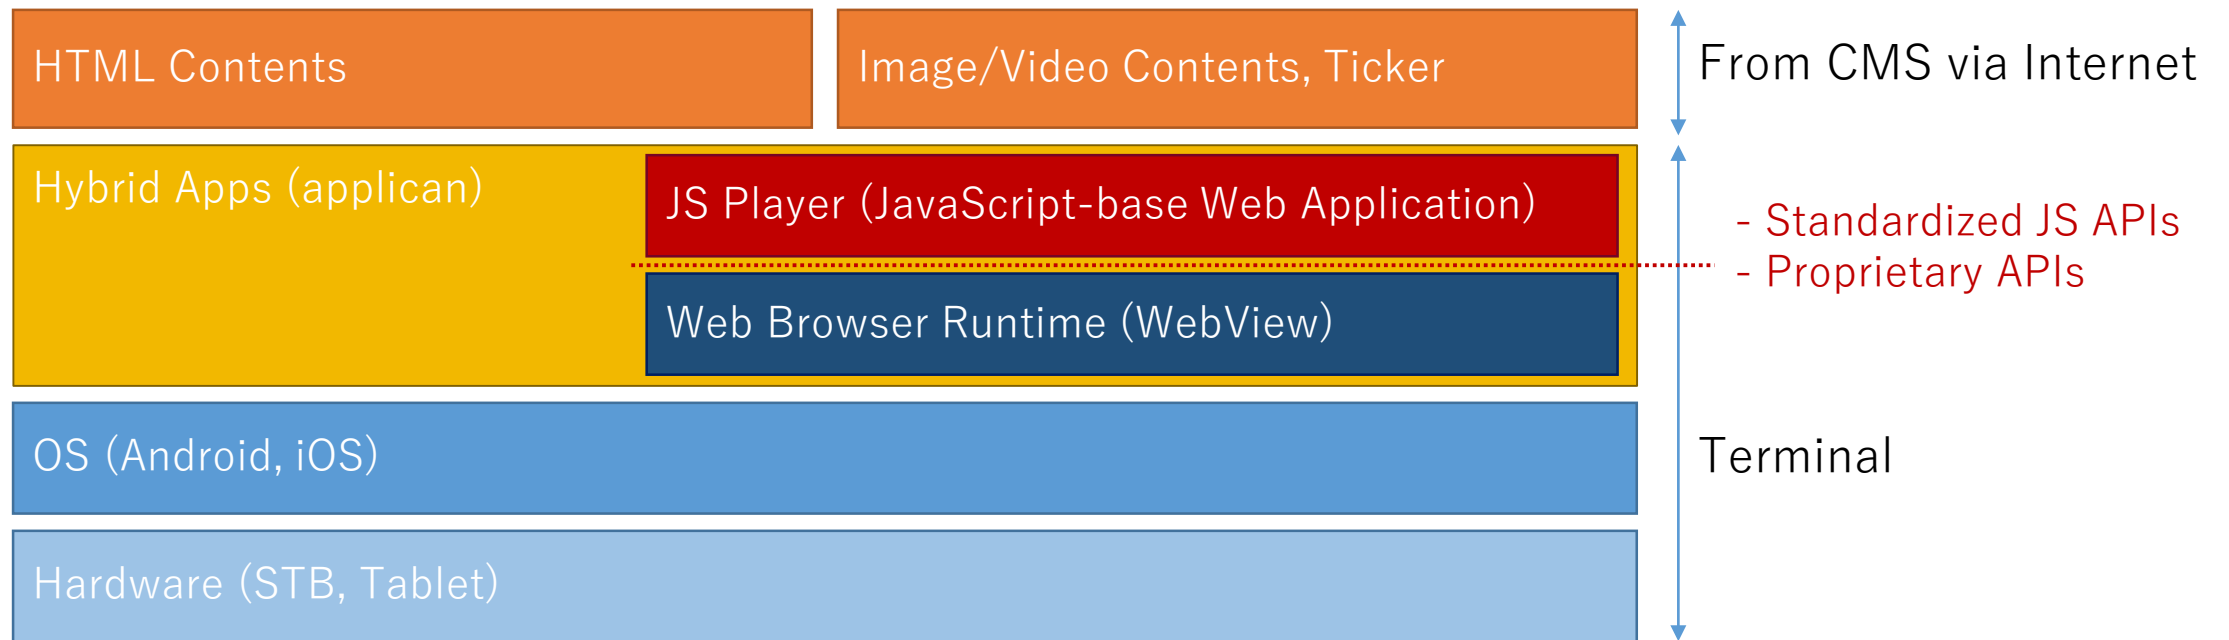 HTML Contents
Image/Video Contents, Ticker
From CMS via Internet
Hybrid Apps (applican)
JS Player (JavaScript-base Web Application)
- Standardized JS APIs
- Proprietary APIs
Web Browser Runtime (WebView)
OS (Android, iOS)
Terminal
Hardware (STB, Tablet)